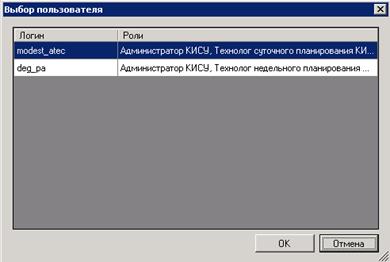 Выбор пользователя
Логин Роли
modest_atec Администратор КИСУ, Технолог суточного планирования КИ...
deg_pa Администратор КИСУ, Технолог недельного планирования ...
OK Отмена